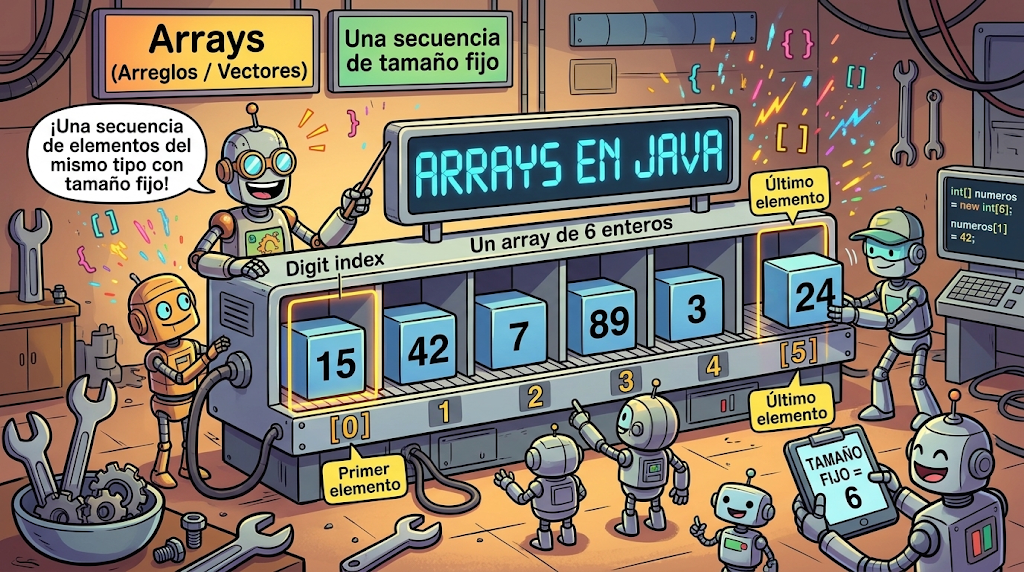 Arrays
(Arreglos / Vectores)
Una secuencia
de tamaño fijo
¡Una secuencia
de elementos del
mismo tipo con
tamaño fijo!
ARRAYS EN JAVA
{ }
{
[ ]
[ ]
}
[ ]
{
}
Último
elemento
int[] numeros
= new int[6];
numeros[1]
= 42;
Un array de 6 enteros
Digit index
15
42
7
89
3
24
[0]
1
2
3
4
[5]
Primer
elemento
Último
elemento
TAMAÑO
FIJO =
6